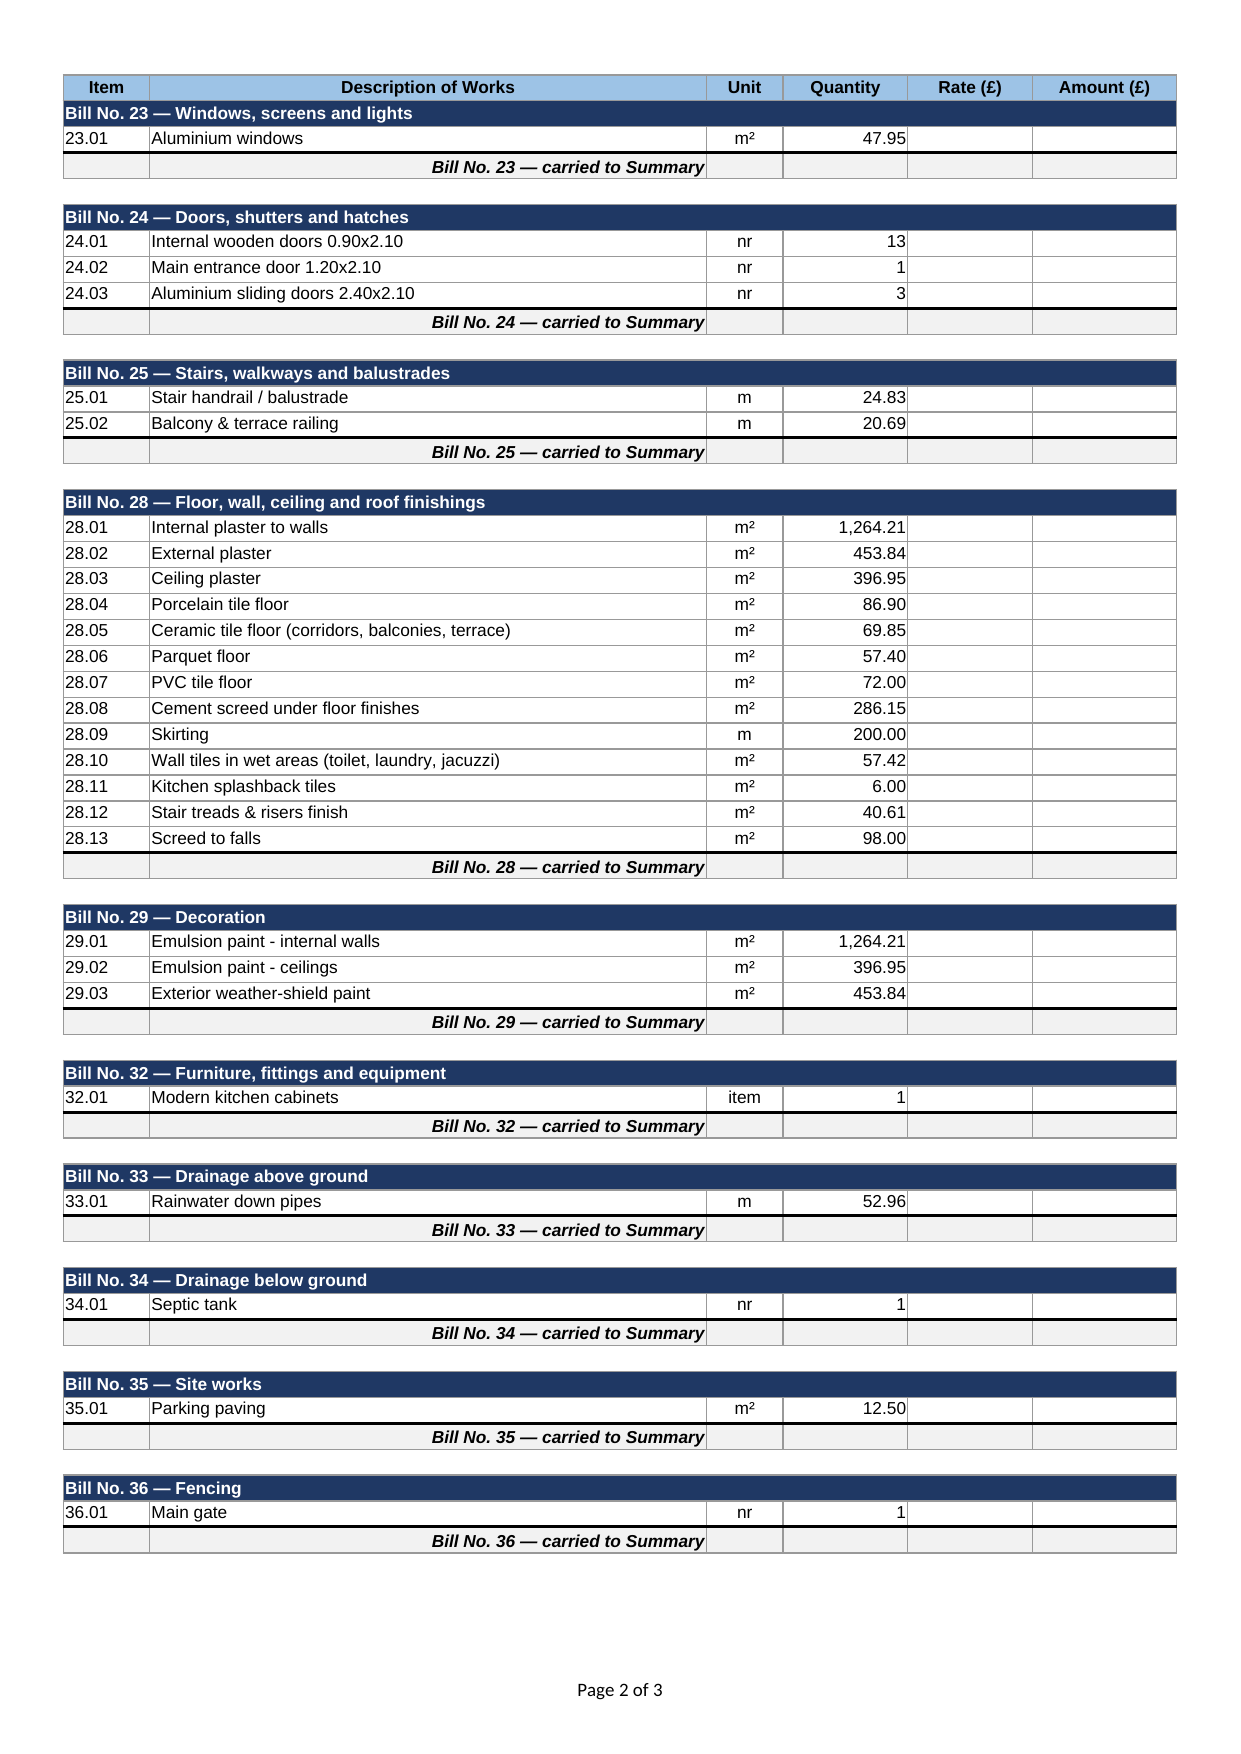 Item Description of Works Unit Quantity Rate (£) Amount (£)
Bill No. 23 — Windows, screens and lights
23.01 Aluminium windows m² 47.95
Bill No. 23 — carried to Summary
Bill No. 24 — Doors, shutters and hatches
24.01 Internal wooden doors 0.90x2.10 nr 13
24.02 Main entrance door 1.20x2.10 nr 1
24.03 Aluminium sliding doors 2.40x2.10 nr 3
Bill No. 24 — carried to Summary
Bill No. 25 — Stairs, walkways and balustrades
25.01 Stair handrail / balustrade m 24.83
25.02 Balcony & terrace railing m 20.69
Bill No. 25 — carried to Summary
Bill No. 28 — Floor, wall, ceiling and roof finishings
28.01 Internal plaster to walls m² 1,264.21
28.02 External plaster m² 453.84
28.03 Ceiling plaster m² 396.95
28.04 Porcelain tile floor m² 86.90
28.05 Ceramic tile floor (corridors, balconies, terrace) m² 69.85
28.06 Parquet floor m² 57.40
28.07 PVC tile floor m² 72.00
28.08 Cement screed under floor finishes m² 286.15
28.09 Skirting m 200.00
28.10 Wall tiles in wet areas (toilet, laundry, jacuzzi) m² 57.42
28.11 Kitchen splashback tiles m² 6.00
28.12 Stair treads & risers finish m² 40.61
28.13 Screed to falls m² 98.00
Bill No. 28 — carried to Summary
Bill No. 29 — Decoration
29.01 Emulsion paint - internal walls m² 1,264.21
29.02 Emulsion paint - ceilings m² 396.95
29.03 Exterior weather-shield paint m² 453.84
Bill No. 29 — carried to Summary
Bill No. 32 — Furniture, fittings and equipment
32.01 Modern kitchen cabinets item 1
Bill No. 32 — carried to Summary
Bill No. 33 — Drainage above ground
33.01 Rainwater down pipes m 52.96
Bill No. 33 — carried to Summary
Bill No. 34 — Drainage below ground
34.01 Septic tank nr 1
Bill No. 34 — carried to Summary
Bill No. 35 — Site works
35.01 Parking paving m² 12.50
Bill No. 35 — carried to Summary
Bill No. 36 — Fencing
36.01 Main gate nr 1
Bill No. 36 — carried to Summary
Page 2 of 3